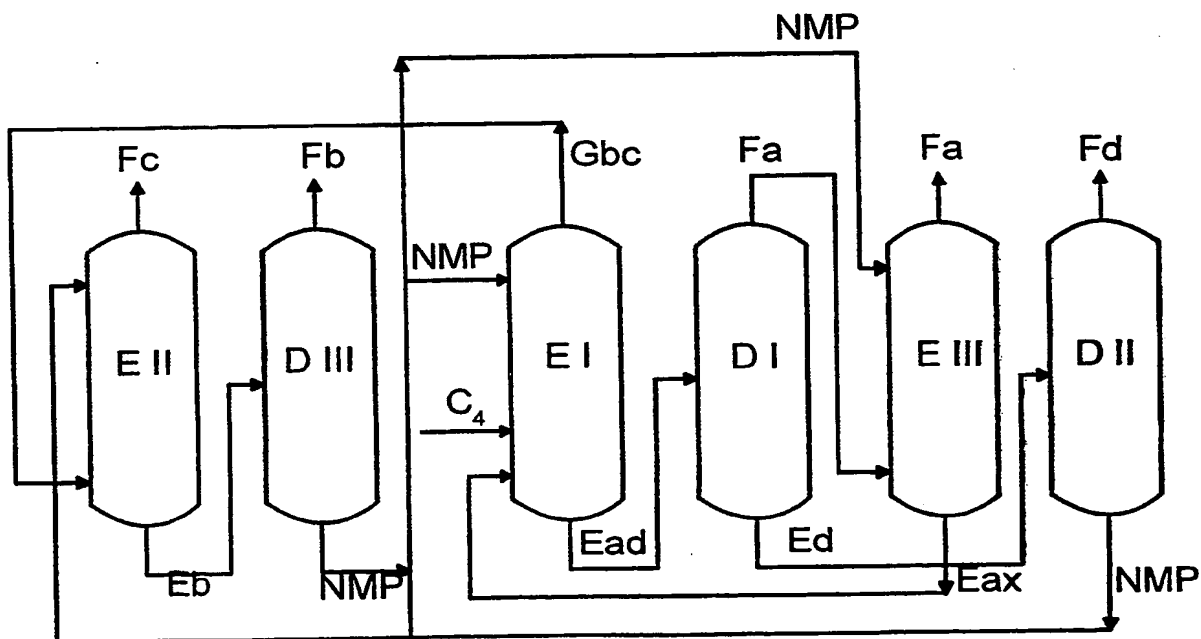 NMP
Gbc
Fc
Fb
Fa
Fa
Fd
NMP
E II
D III
E I
D I
E III
D II
C₄
Ead
Ed
Eb
NMP
Eax
NMP